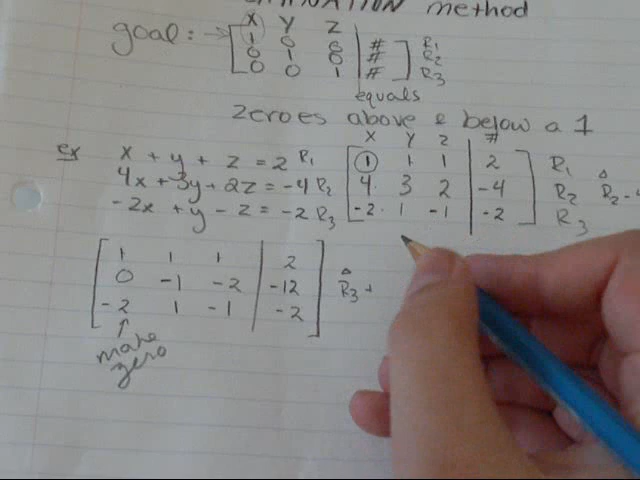 method
goal: → X Y Z
1 0 0 | # R1
0 1 0 | # R2
0 0 1 | # R3
equals
zeroes above & below a 1
ex x + y + z = 2 R1
4x + 3y + 2z = -4 R2
-2x + y - z = -2 R3
X Y Z #
1 1 1 | 2 R1
4 3 2 | -4 R2 Δ R2-4
-2 1 -1 | -2 R3
1 1 1 | 2
0 -1 -2 | -12 Δ R3 +
-2 1 -1 | -2
↑
make
zero